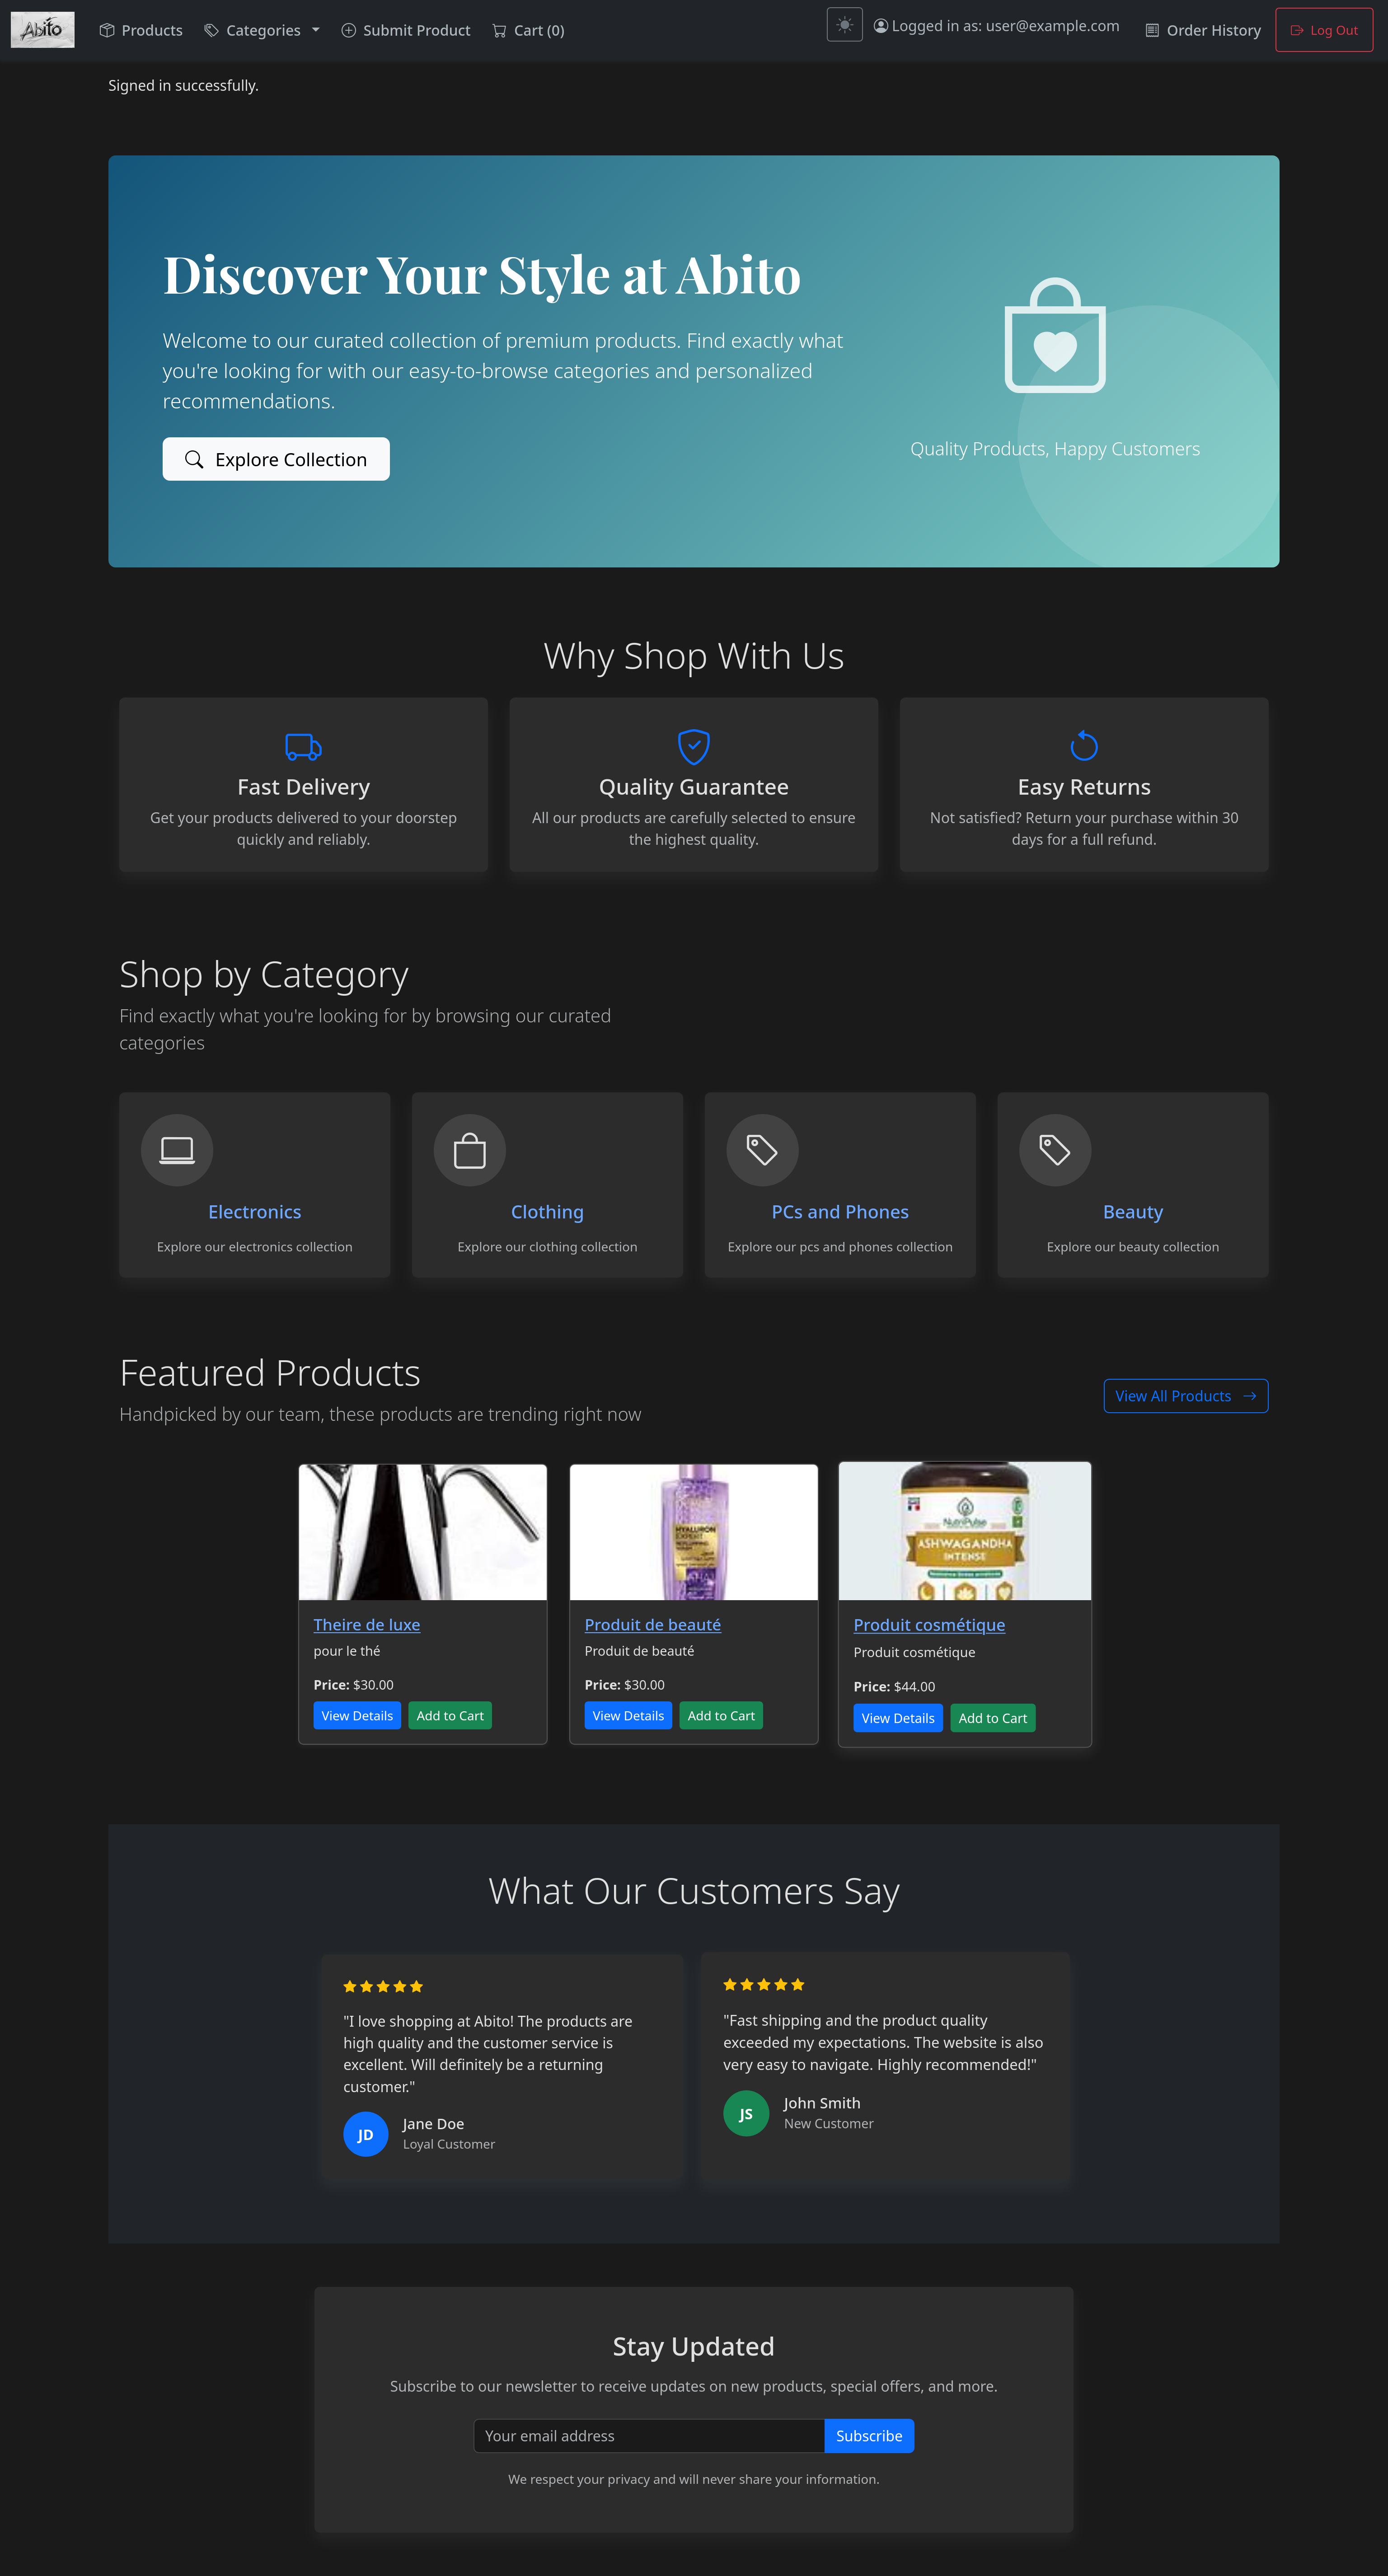 Abito
Products
Categories
Submit Product
Cart (0)
Logged in as: user@example.com
Order History
Log Out
Signed in successfully.
Discover Your Style at Abito
Welcome to our curated collection of premium products. Find exactly what
you're looking for with our easy-to-browse categories and personalized
recommendations.
Explore Collection
Quality Products, Happy Customers
Why Shop With Us
Fast Delivery
Get your products delivered to your doorstep
quickly and reliably.
Quality Guarantee
All our products are carefully selected to ensure
the highest quality.
Easy Returns
Not satisfied? Return your purchase within 30
days for a full refund.
Shop by Category
Find exactly what you're looking for by browsing our curated
categories
Electronics
Explore our electronics collection
Clothing
Explore our clothing collection
PCs and Phones
Explore our pcs and phones collection
Beauty
Explore our beauty collection
Featured Products
Handpicked by our team, these products are trending right now
View All Products
Theire de luxe
pour le thé
Price: $30.00
View Details
Add to Cart
HYALURON
EXPERT
Produit de beauté
Produit de beauté
Price: $30.00
View Details
Add to Cart
NutriPulse
ASHWAGANDHA
INTENSE
Produit cosmétique
Produit cosmétique
Price: $44.00
View Details
Add to Cart
What Our Customers Say
"I love shopping at Abito! The products are
high quality and the customer service is
excellent. Will definitely be a returning
customer."
JD
Jane Doe
Loyal Customer
"Fast shipping and the product quality
exceeded my expectations. The website is also
very easy to navigate. Highly recommended!"
JS
John Smith
New Customer
Stay Updated
Subscribe to our newsletter to receive updates on new products, special offers, and more.
Your email address
Subscribe
We respect your privacy and will never share your information.